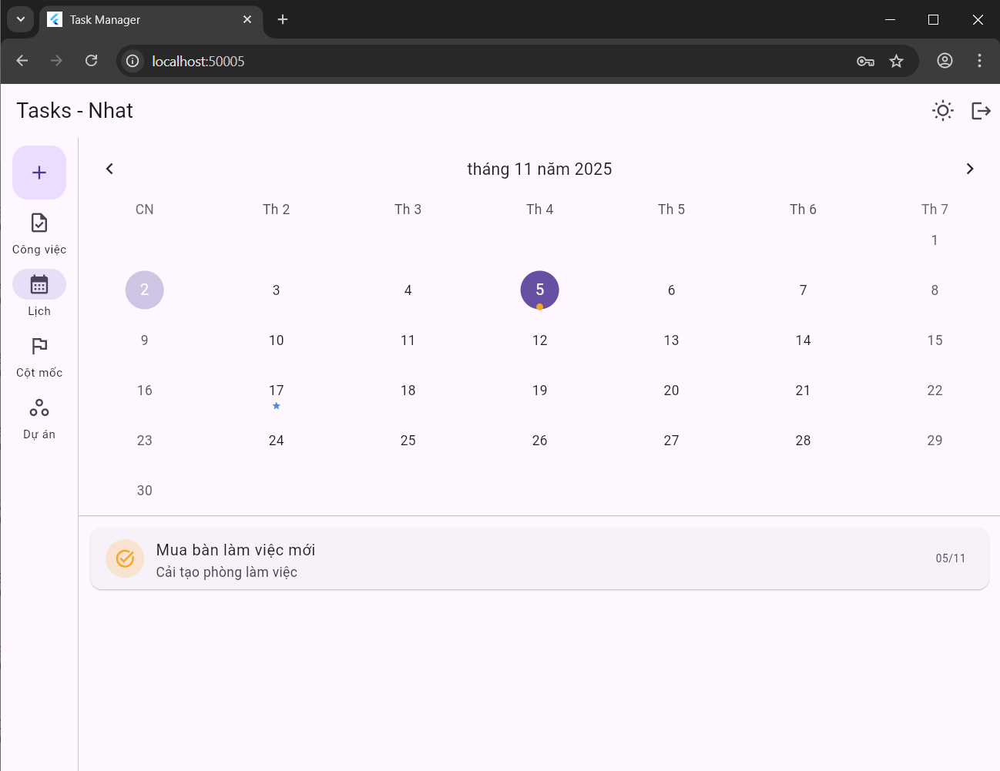 Task Manager
localhost:50005
Tasks - Nhat
Công việc
Lịch
Cột mốc
Dự án
tháng 11 năm 2025
CN Th 2 Th 3 Th 4 Th 5 Th 6 Th 7
1
2 3 4 5 6 7 8
9 10 11 12 13 14 15
16 17 18 19 20 21 22
23 24 25 26 27 28 29
30
Mua bàn làm việc mới
Cải tạo phòng làm việc
05/11